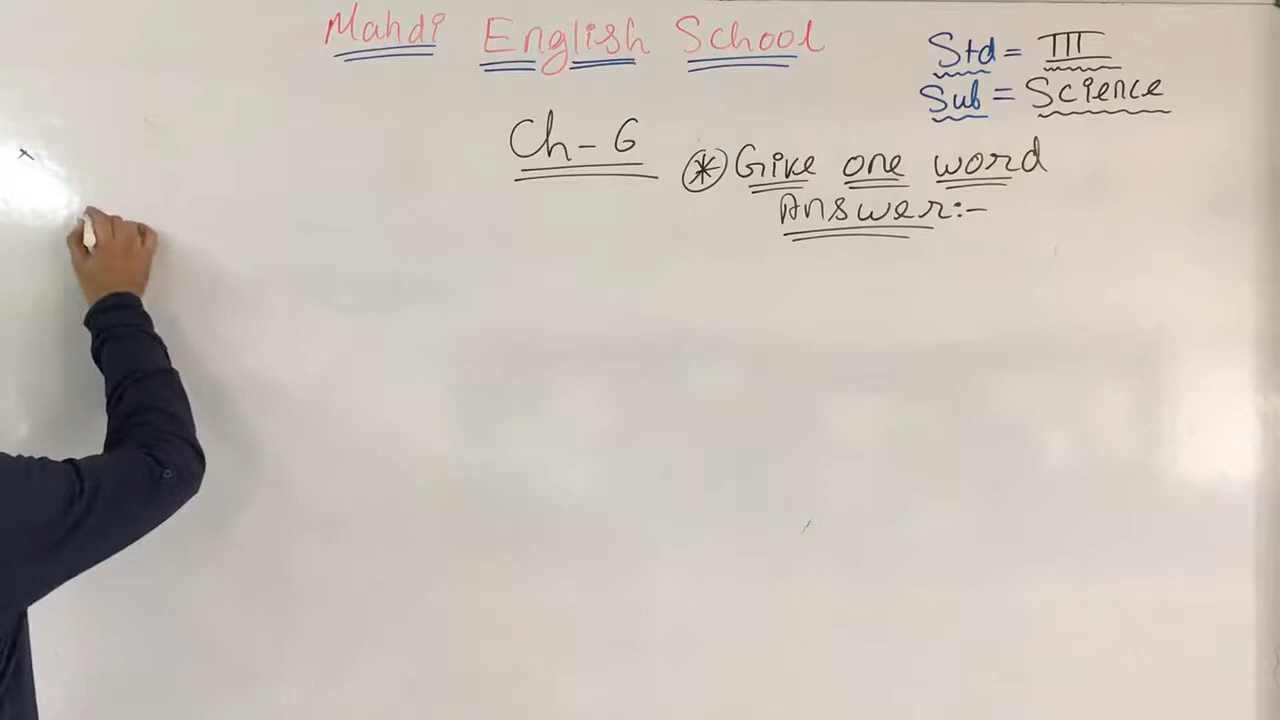 Mahdi English School
Std = III
Sub = Science
Ch - 6
* Give one word
Answer:-